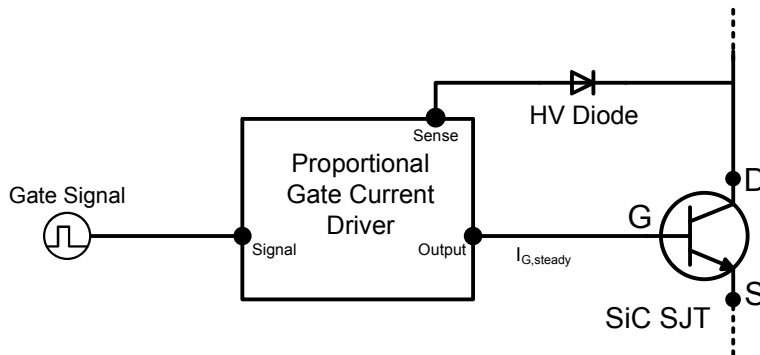 HV Diode
Sense
Proportional
Gate Current
Driver
Gate Signal
Signal
Output
I_G,steady
G
D
S
SiC SJT